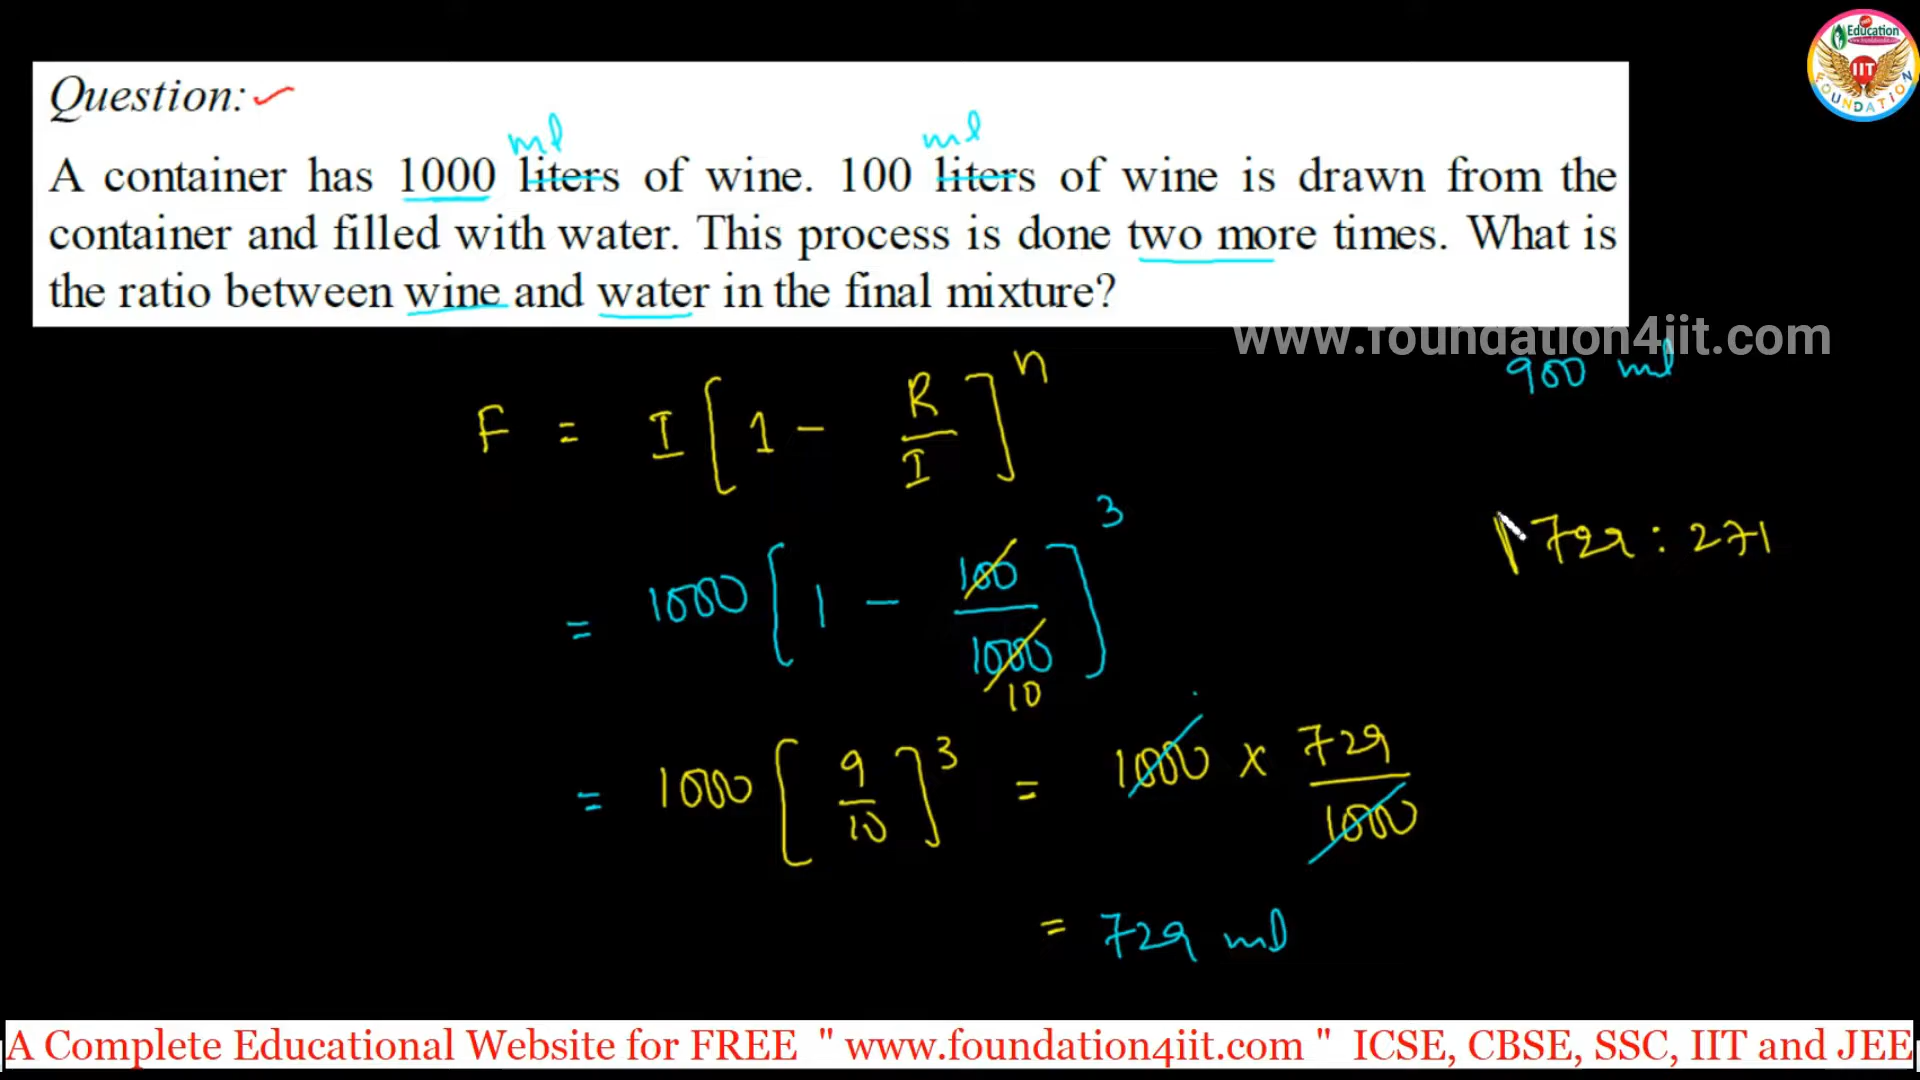 Education
IIT
FOUNDATION
Question:
ml ml
A container has 1000 liters of wine. 100 liters of wine is drawn from the
container and filled with water. This process is done two more times. What is
the ratio between wine and water in the final mixture?
www.foundation4iit.com
900 ml
F = I [ 1 - R/I ]^n
= 1000 [ 1 - 100/1000 ]^3
10
729 : 271
= 1000 [ 9/10 ]^3 = 1000 x 729/1000
= 729 ml
A Complete Educational Website for FREE " www.foundation4iit.com " ICSE, CBSE, SSC, IIT and JEE